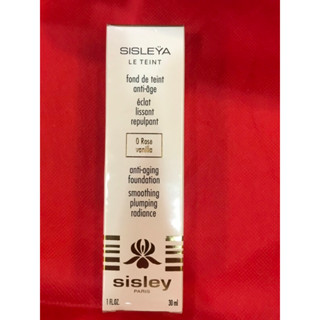 SISLEŸA
LE TEINT
fond de teint
anti-âge
éclat
lissant
repulpant
0 Rose
vanilla
anti-aging
foundation
smoothing
plumping
radiance
sisley
PARIS
1 FL.OZ. 30 ml